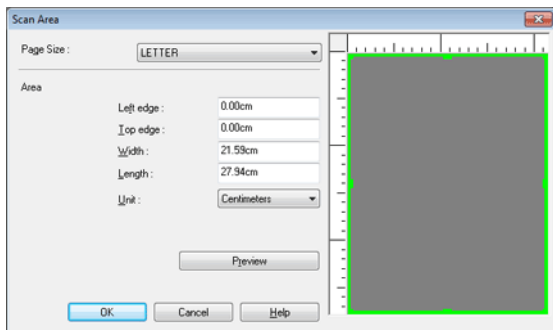 Scan Area
Page Size : LETTER
Area
Left edge : 0.00cm
Top edge : 0.00cm
Width : 21.59cm
Length : 27.94cm
Unit : Centimeters
Preview
OK Cancel Help